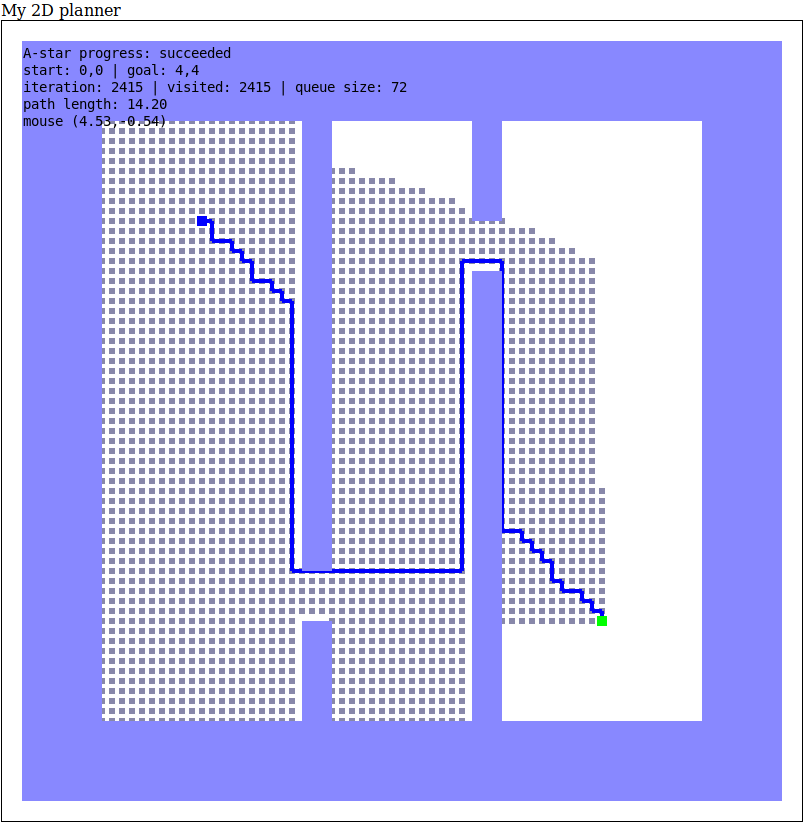 My 2D planner
A-star progress: succeeded
start: 0,0 | goal: 4,4
iteration: 2415 | visited: 2415 | queue size: 72
path length: 14.20
mouse (4.53,-0.54)